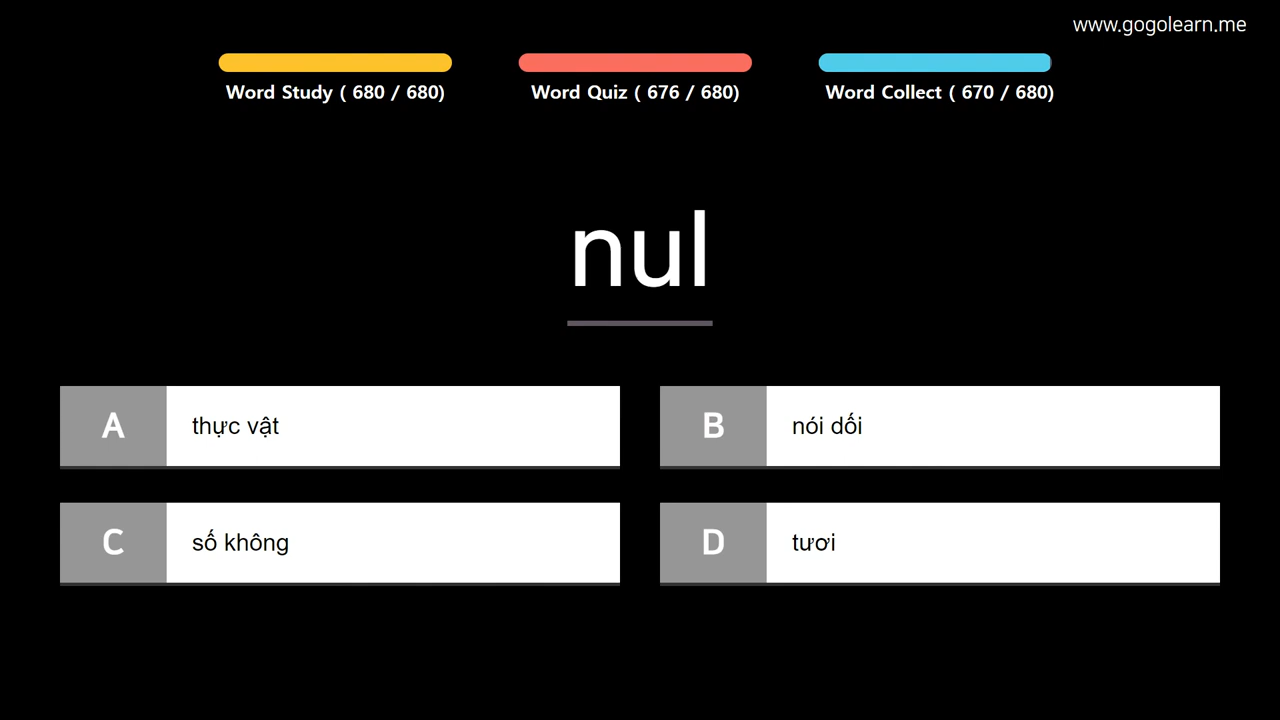 www.gogolearn.me
Word Study ( 680 / 680)
Word Quiz ( 676 / 680)
Word Collect ( 670 / 680)
nul
A thực vật
B nói dối
C số không
D tươi